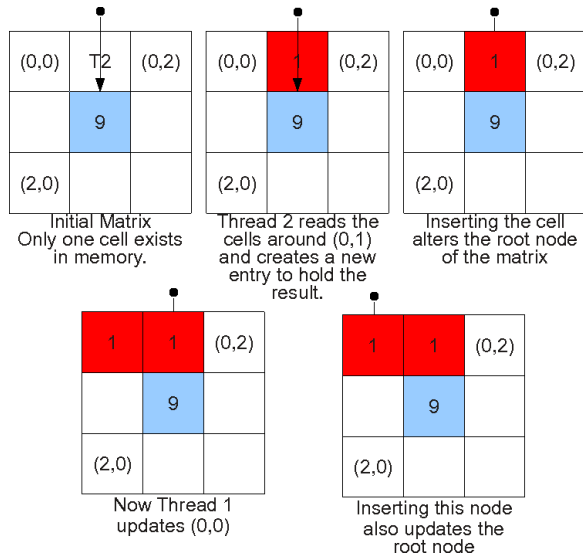 (0,0) T2 (0,2)
9
(2,0)
Initial Matrix
Only one cell exists
in memory.
(0,0) 1 (0,2)
9
(2,0)
Thread 2 reads the
cells around (0,1)
and creates a new
entry to hold the
result.
(0,0) 1 (0,2)
9
(2,0)
Inserting the cell
alters the root node
of the matrix
1 1 (0,2)
9
(2,0)
Now Thread 1
updates (0,0)
1 1 (0,2)
9
(2,0)
Inserting this node
also updates the
root node